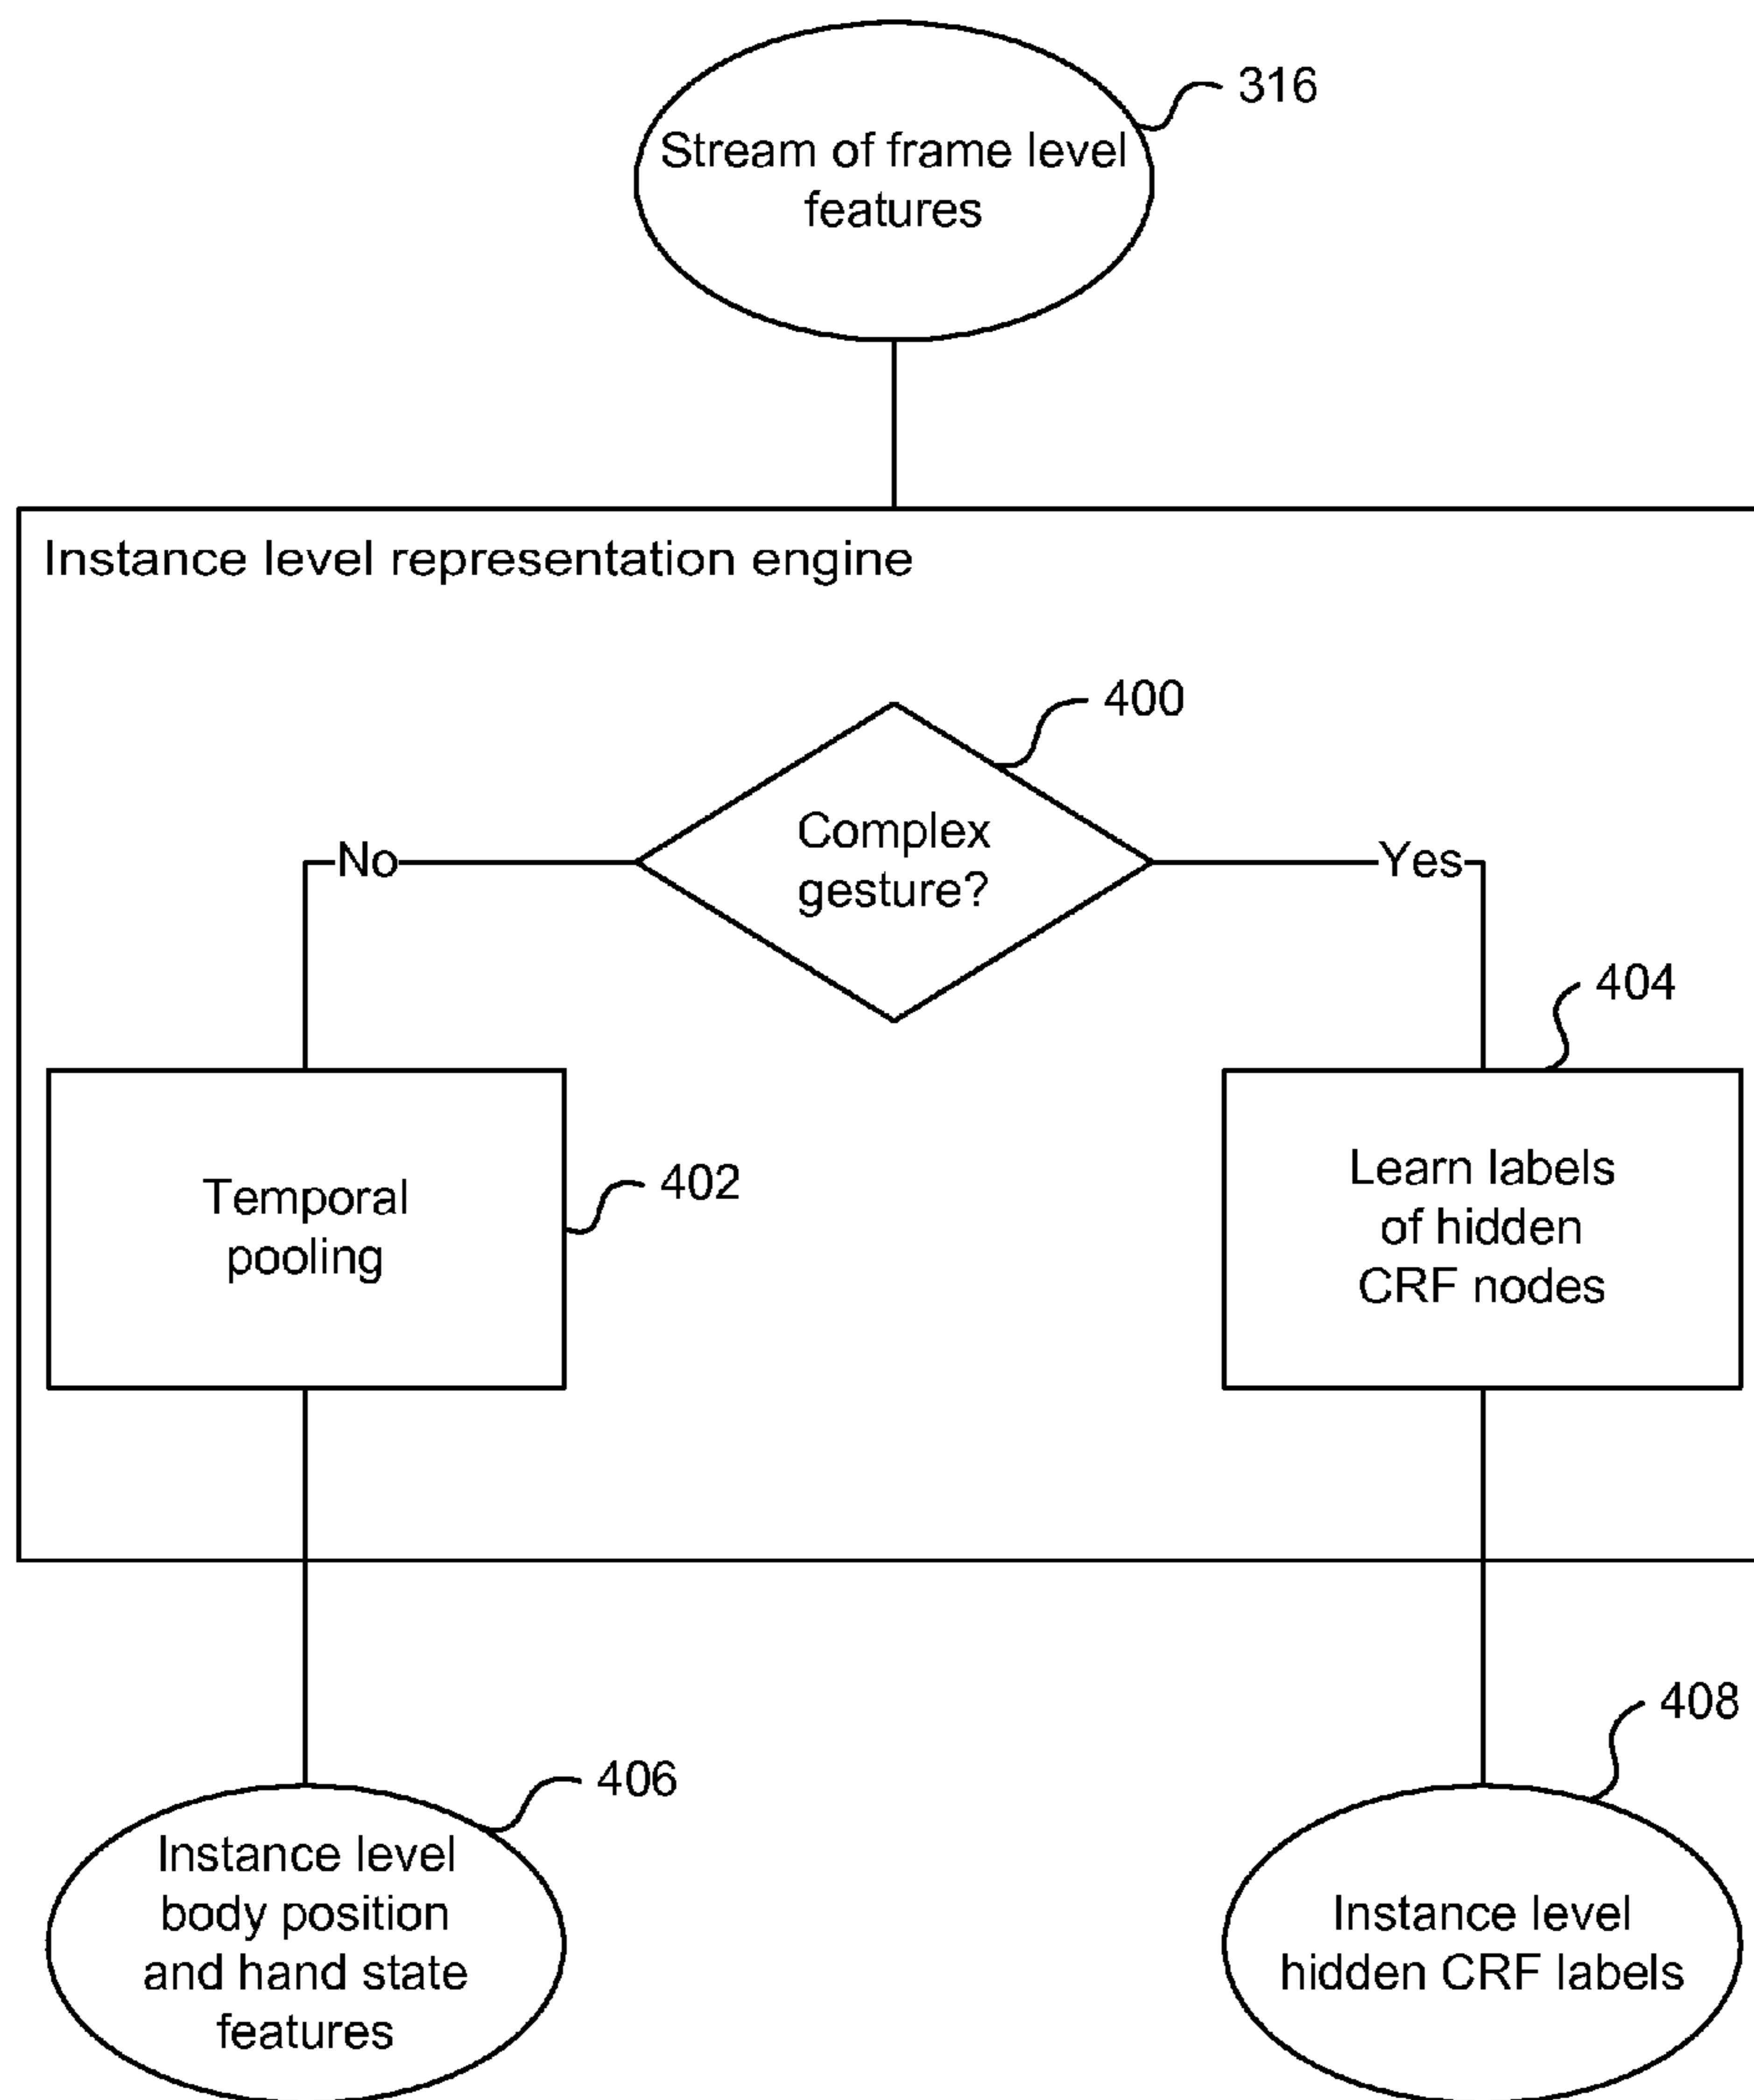 316
Stream of frame level
features
Instance level representation engine
400
Complex
gesture?
No
Yes
404
Temporal
pooling
402
Learn labels
of hidden
CRF nodes
406
Instance level
body position
and hand state
features
408
Instance level
hidden CRF labels